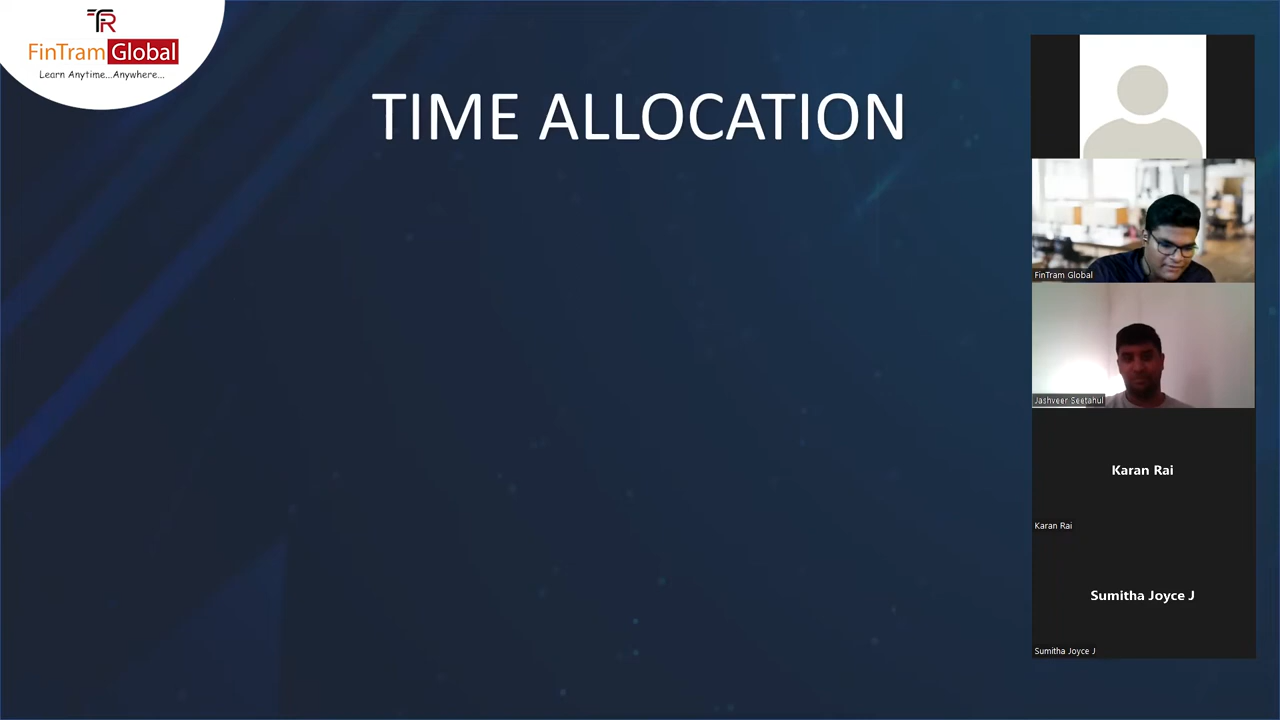 TR
FinTram Global
Learn Anytime...Anywhere...
TIME ALLOCATION
FinTram Global
Jashveer Seetahul
Karan Rai
Karan Rai
Sumitha Joyce J
Sumitha Joyce J